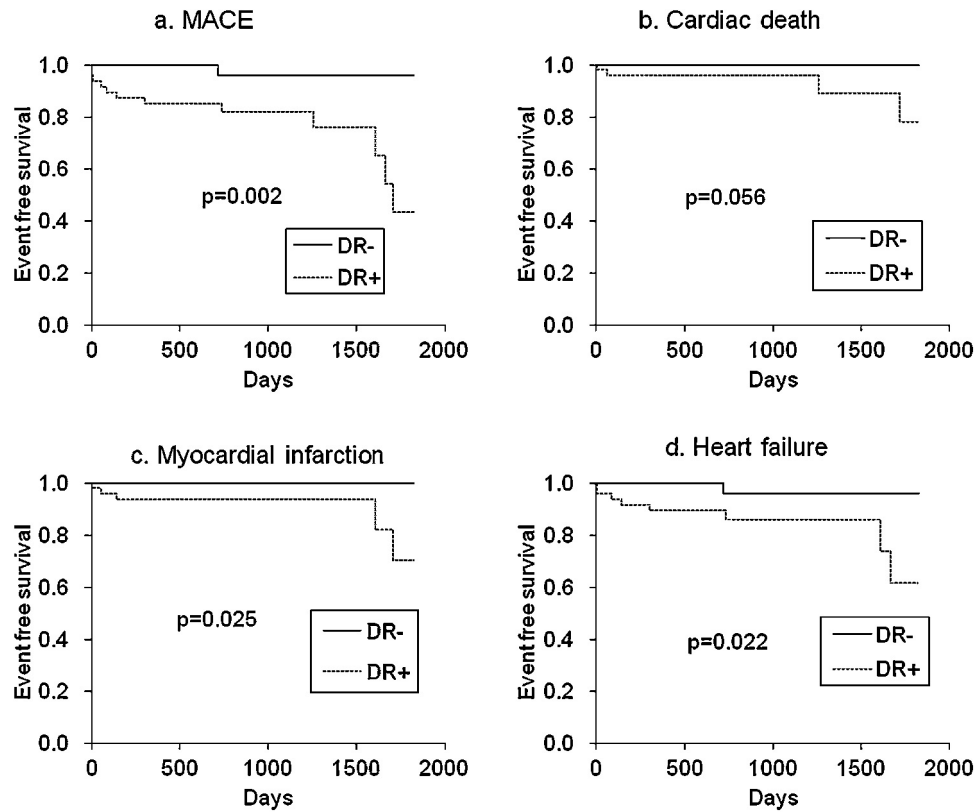 a. MACE
Event free survival
1.0
0.8
0.6
0.4
0.2
0.0
p=0.002
DR-
DR+
0 500 1000 1500 2000
Days
b. Cardiac death
Event free survival
1.0
0.8
0.6
0.4
0.2
0.0
p=0.056
DR-
DR+
0 500 1000 1500 2000
Days
c. Myocardial infarction
Event free survival
1.0
0.8
0.6
0.4
0.2
0.0
p=0.025
DR-
DR+
0 500 1000 1500 2000
Days
d. Heart failure
Event free survival
1.0
0.8
0.6
0.4
0.2
0.0
p=0.022
DR-
DR+
0 500 1000 1500 2000
Days